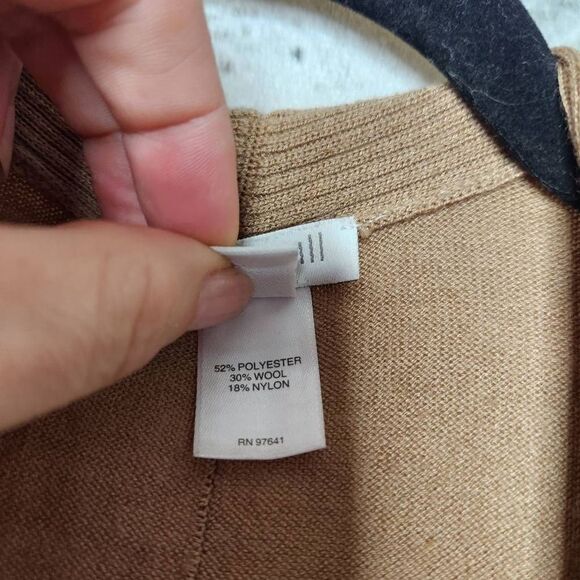 52% POLYESTER
30% WOOL
18% NYLON
RN 97641